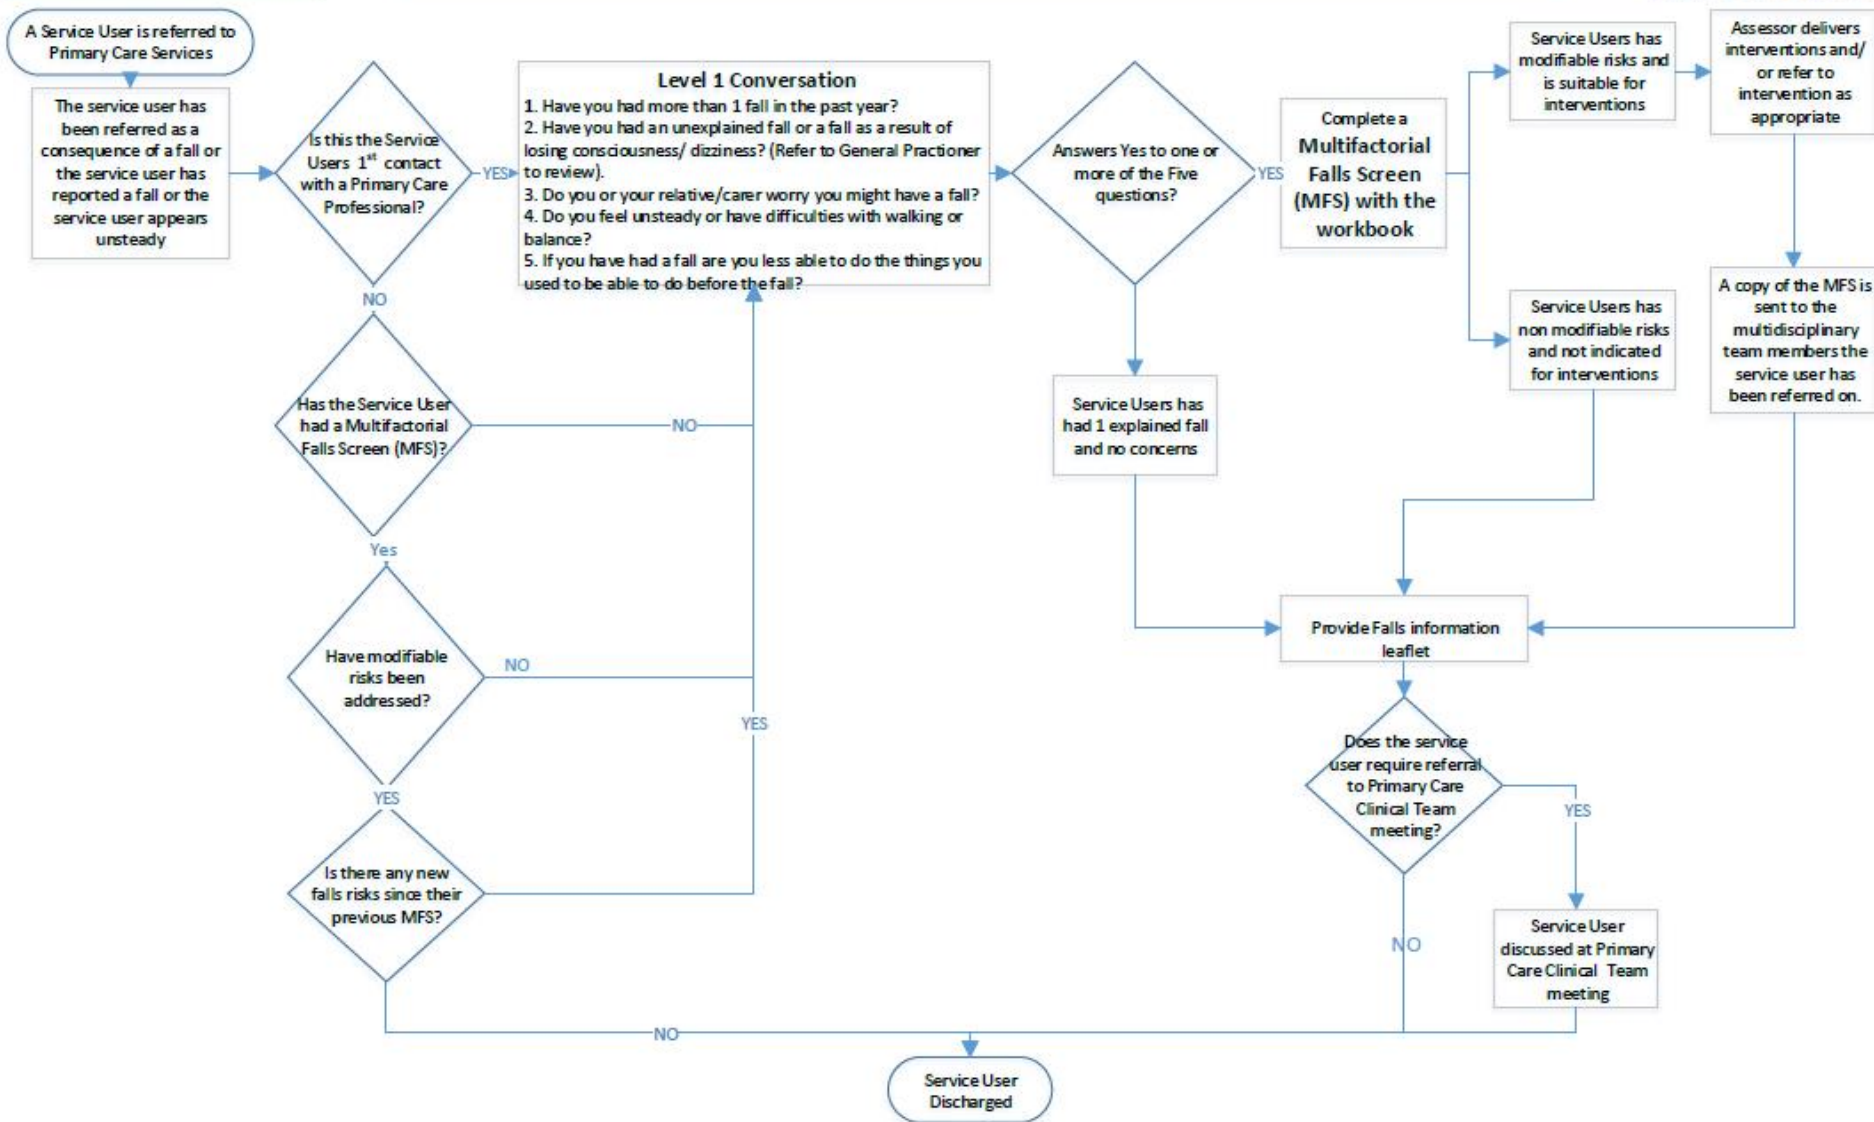 A Service User is referred to
Primary Care Services
The service user has
been referred as a
consequence of a fall or
the service user has
reported a fall or the
service user appears
unsteady
Is this the Service
Users 1st contact
with a Primary Care
Professional?
YES
NO
Level 1 Conversation
1. Have you had more than 1 fall in the past year?
2. Have you had an unexplained fall or a fall as a result of
losing consciousness/ dizziness? (Refer to General Practioner
to review).
3. Do you or your relative/carer worry you might have a fall?
4. Do you feel unsteady or have difficulties with walking or
balance?
5. If you have had a fall are you less able to do the things you
used to be able to do before the fall?
Answers Yes to one or
more of the Five
questions?
YES
Complete a
Multifactorial
Falls Screen
(MFS) with the
workbook
Service Users has
modifiable risks and
is suitable for
interventions
Assessor delivers
interventions and/
or refer to
intervention as
appropriate
Service Users has
non modifiable risks
and not indicated
for interventions
A copy of the MFS is
sent to the
multidisciplinary
team members the
service user has
been referred on.
Has the Service User
had a Multifactorial
Falls Screen (MFS)?
NO
Yes
Service Users has
had 1 explained fall
and no concerns
Have modifiable
risks been
addressed?
NO
YES
YES
Is there any new
falls risks since their
previous MFS?
Provide Falls information
leaflet
Does the service
user require referral
to Primary Care
Clinical Team
meeting?
YES
NO
Service User
discussed at Primary
Care Clinical Team
meeting
NO
Service User
Discharged